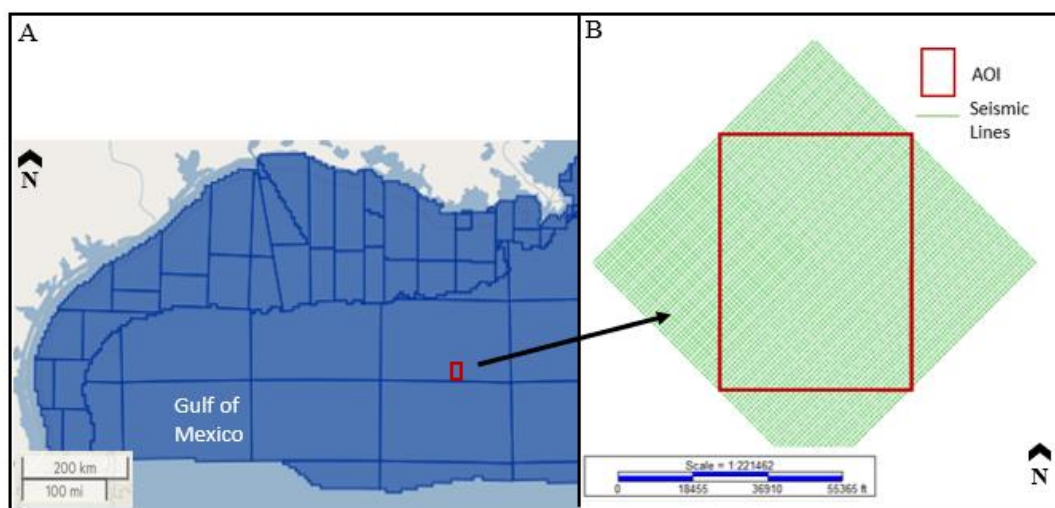 A
N
Gulf of
Mexico
200 km
100 mi
B
AOI
Seismic
Lines
Scale = 1:221462
0 18455 36910 55365 ft
N